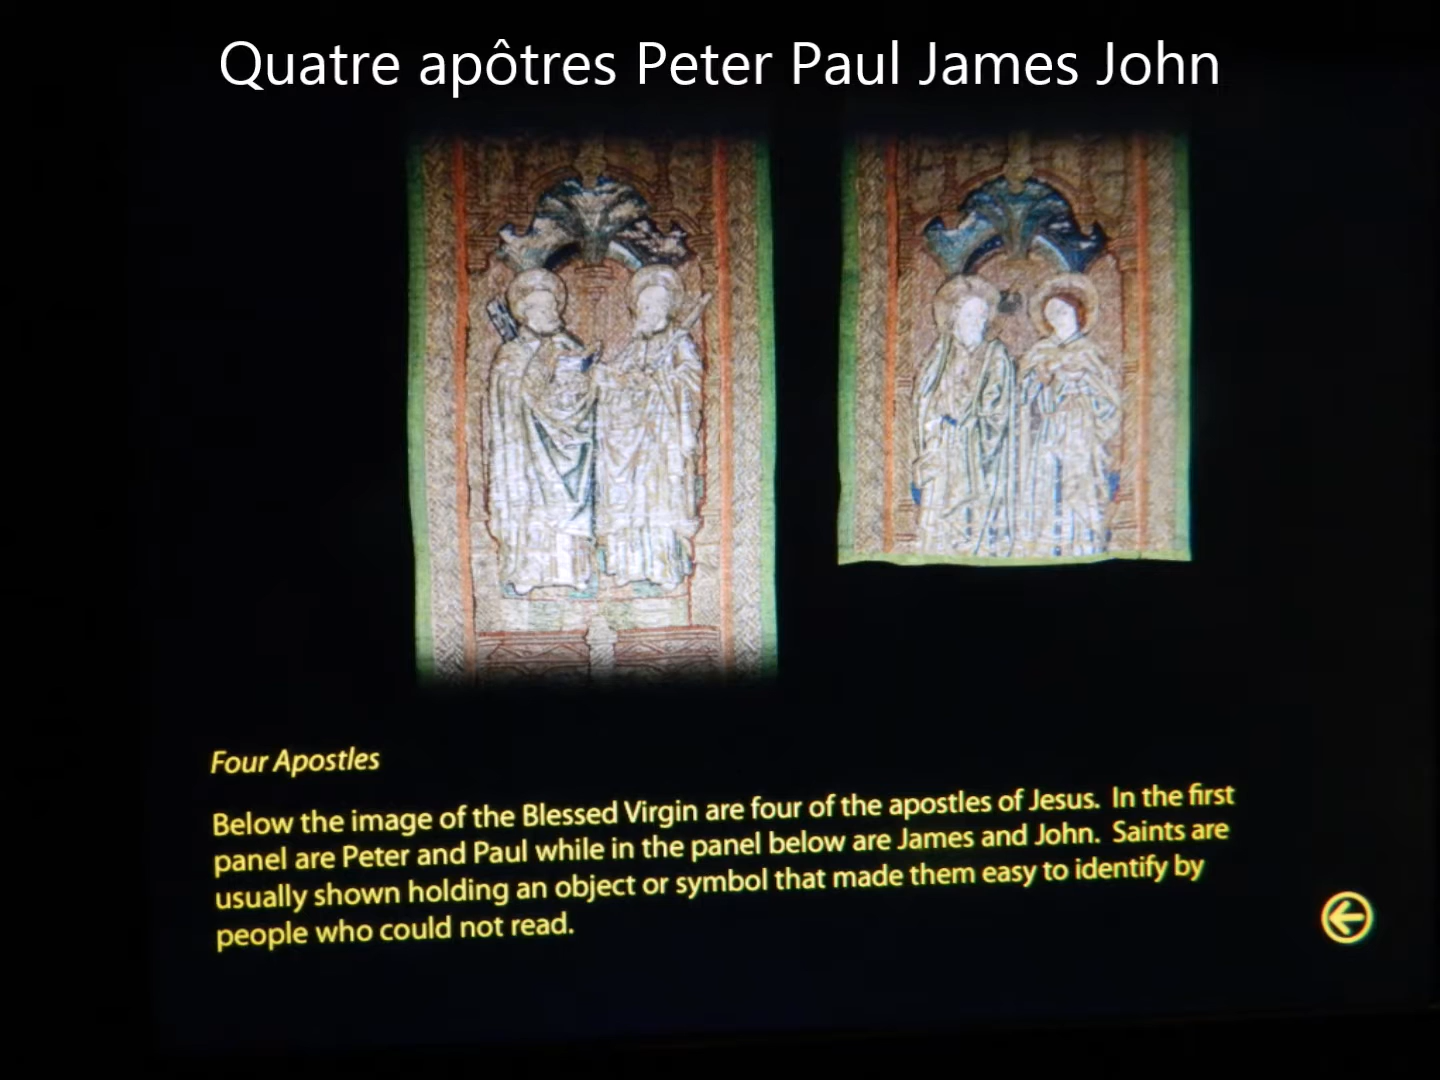 Quatre apôtres Peter Paul James John
Four Apostles
Below the image of the Blessed Virgin are four of the apostles of Jesus. In the first
panel are Peter and Paul while in the panel below are James and John. Saints are
usually shown holding an object or symbol that made them easy to identify by
people who could not read.